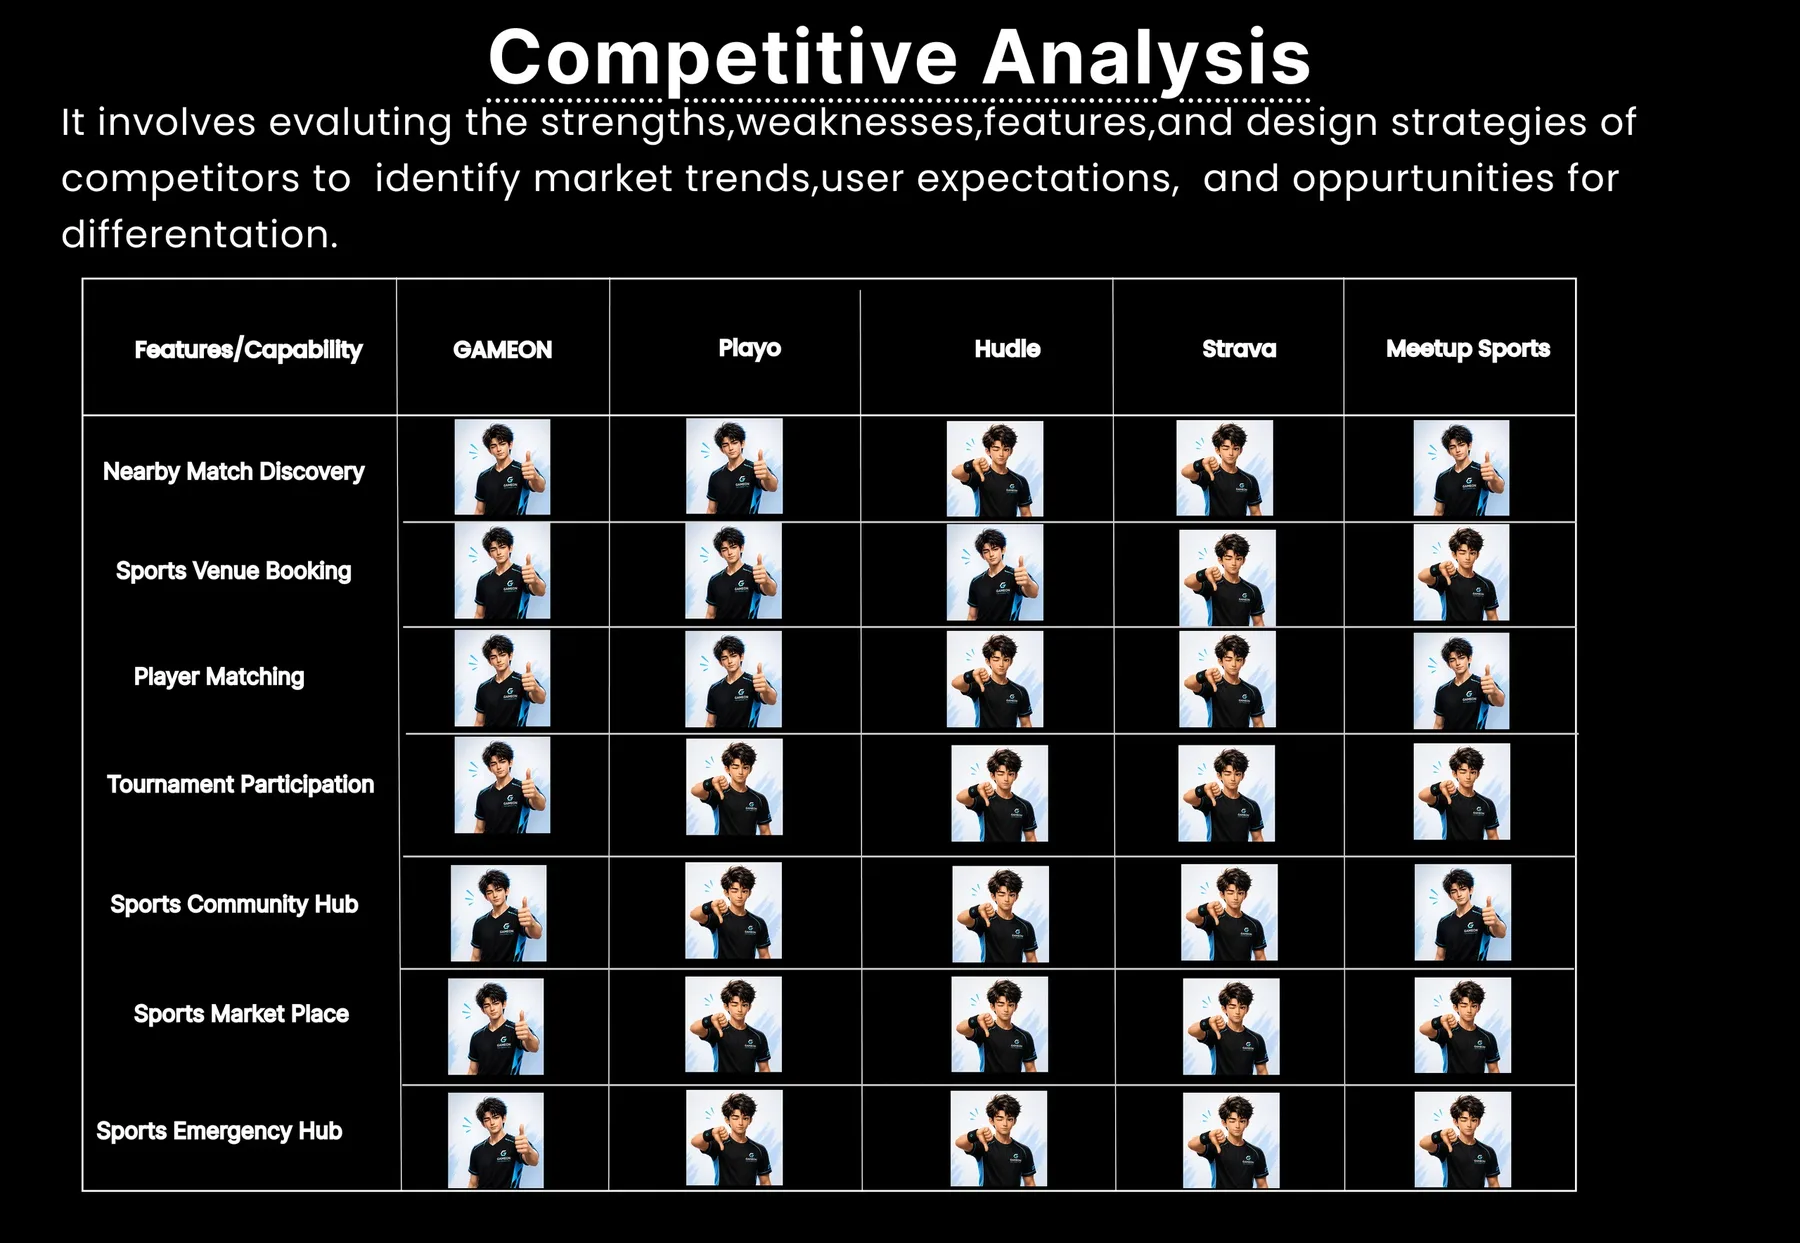 Competitive Analysis
It involves evaluting the strengths,weaknesses,features,and design strategies of
competitors to  identify market trends,user expectations,  and oppurtunities for
differentation.
Features/Capability GAMEON Playo Hudle Strava Meetup Sports
Nearby Match Discovery
Sports Venue Booking
Player Matching
Tournament Participation
Sports Community Hub
Sports Market Place
Sports Emergency Hub